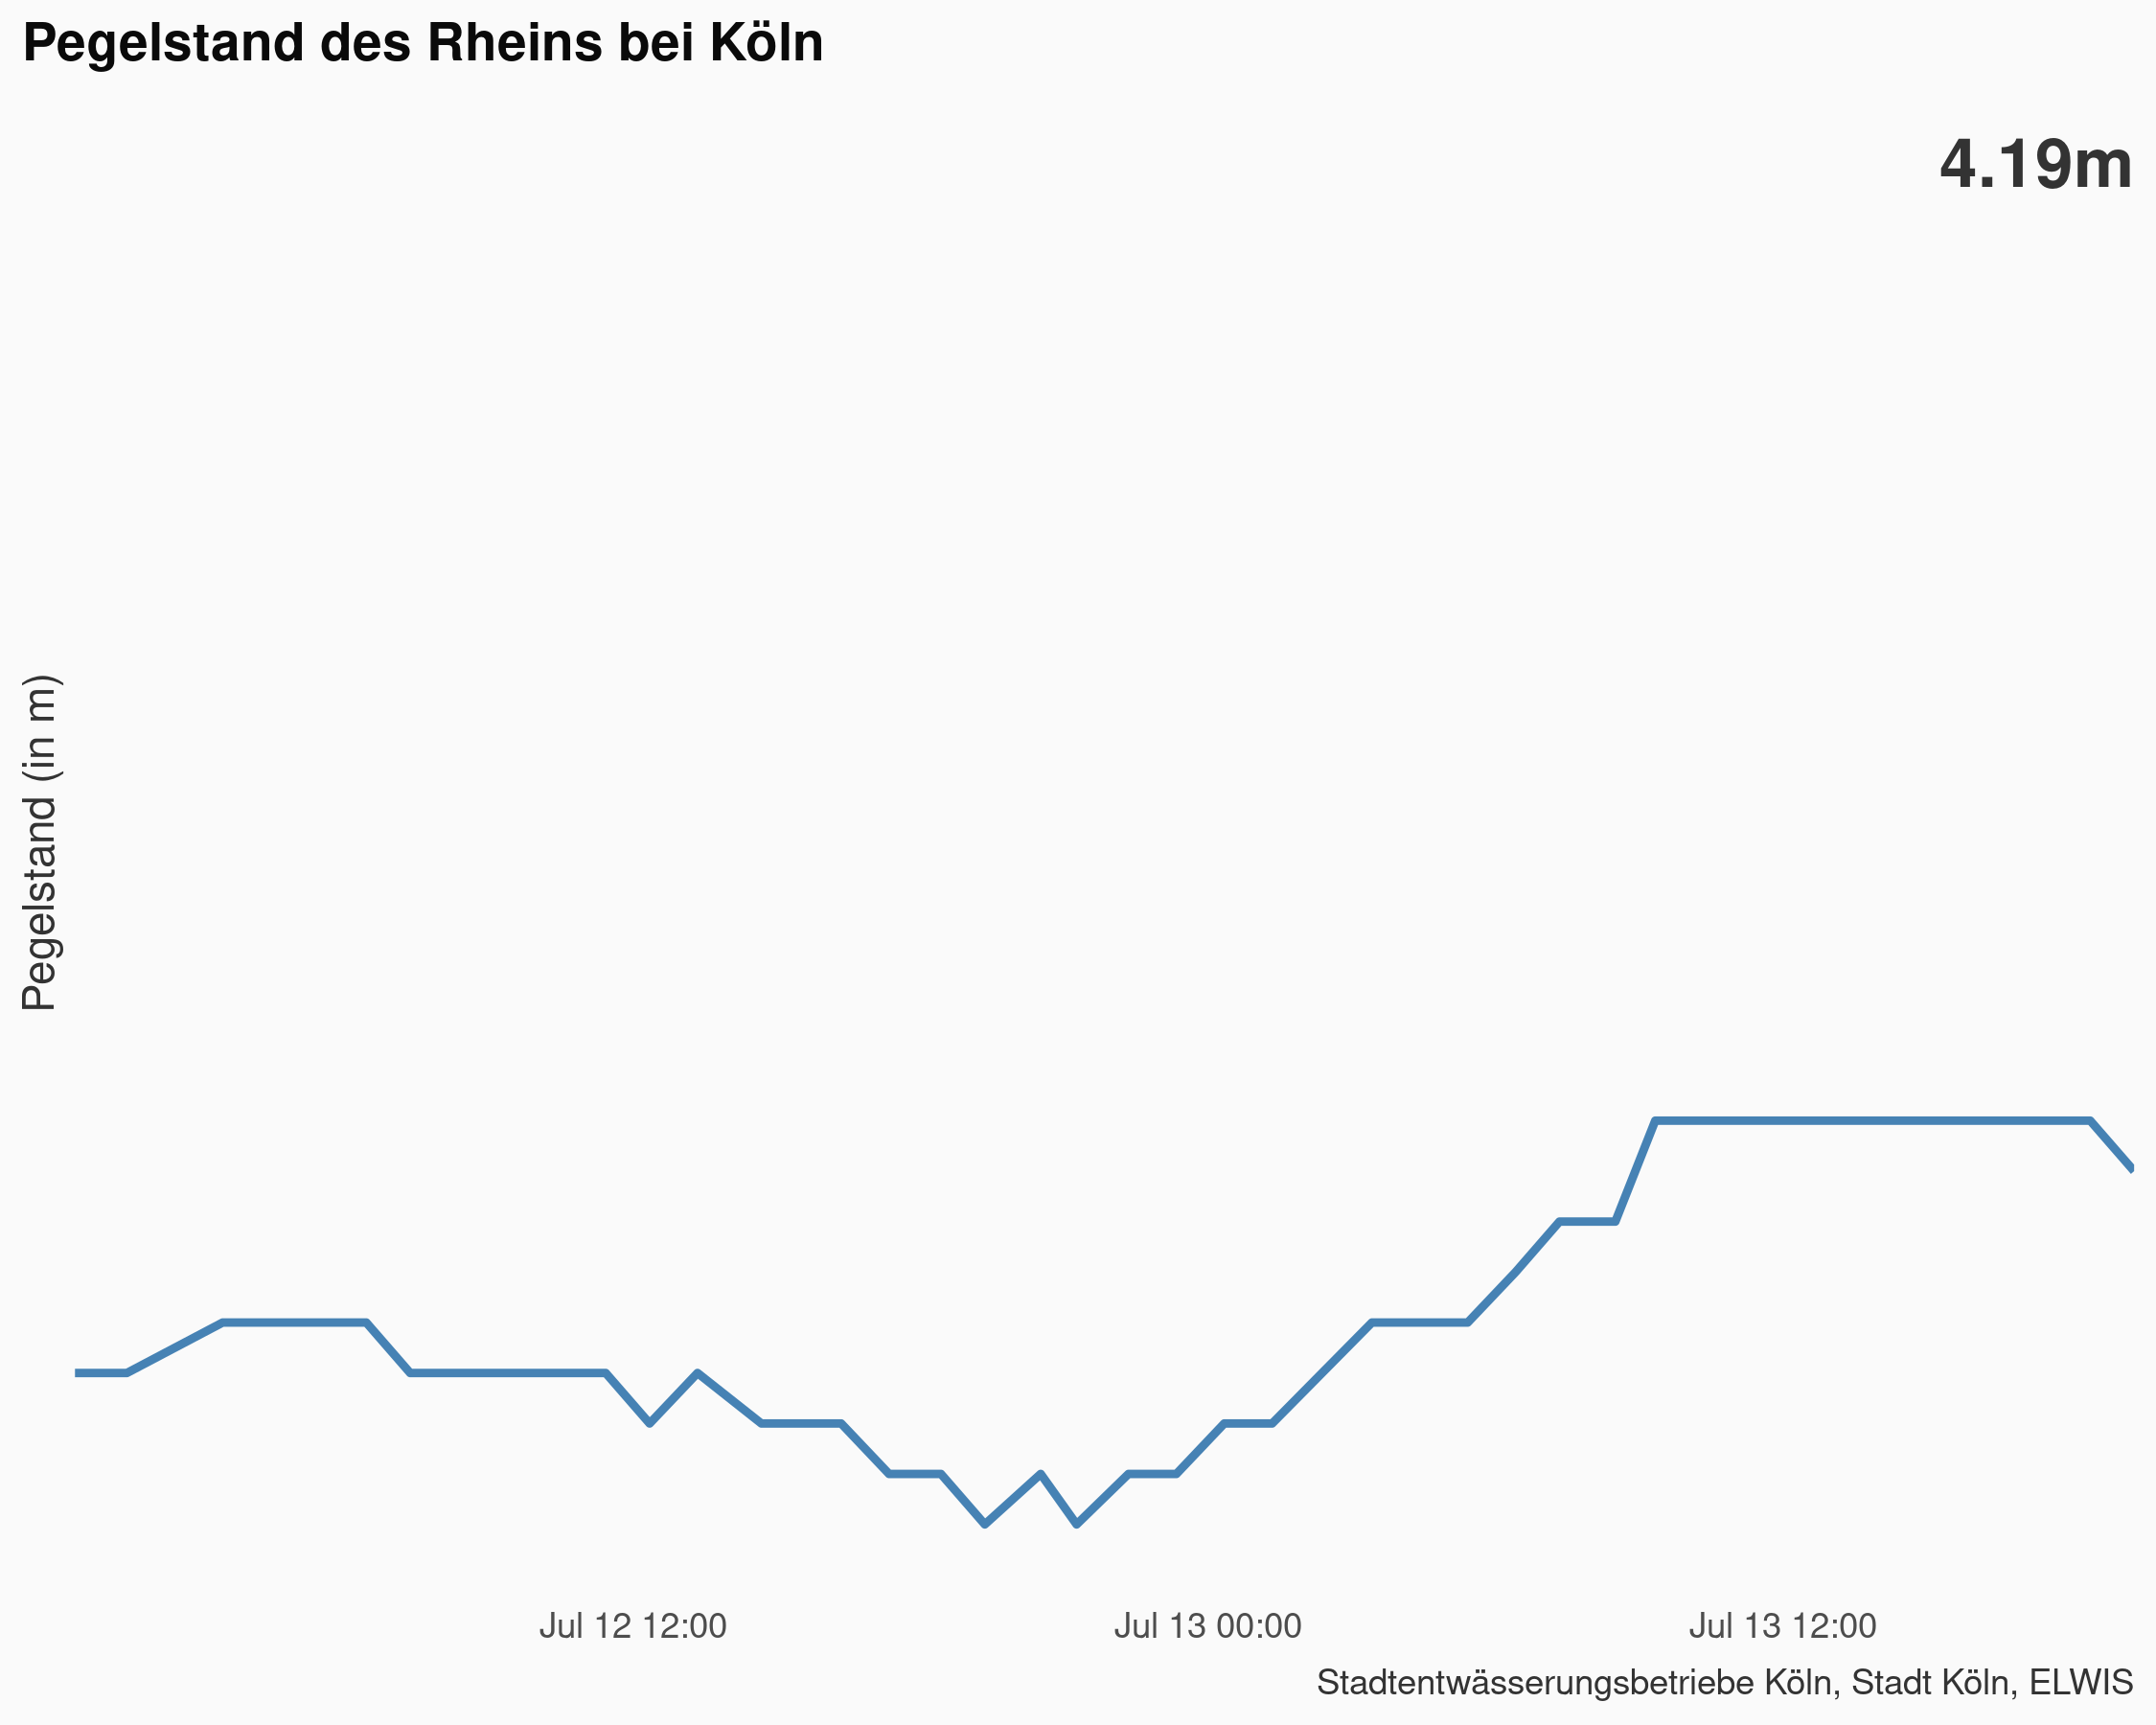 Pegelstand des Rheins bei Köln
4.19m
Pegelstand (in m)
Jul 12 12:00
Jul 13 00:00
Jul 13 12:00
Stadtentwässerungsbetriebe Köln, Stadt Köln, ELWIS